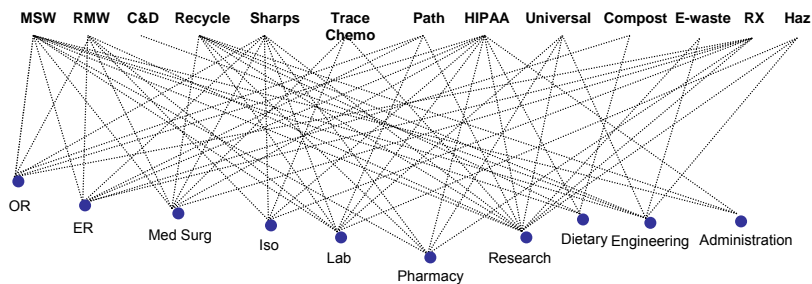 MSW RMW C&D Recycle Sharps Trace Chemo Path HIPAA Universal Compost E-waste RX Haz
OR
ER
Med Surg
Iso
Lab
Pharmacy
Research
Dietary
Engineering
Administration